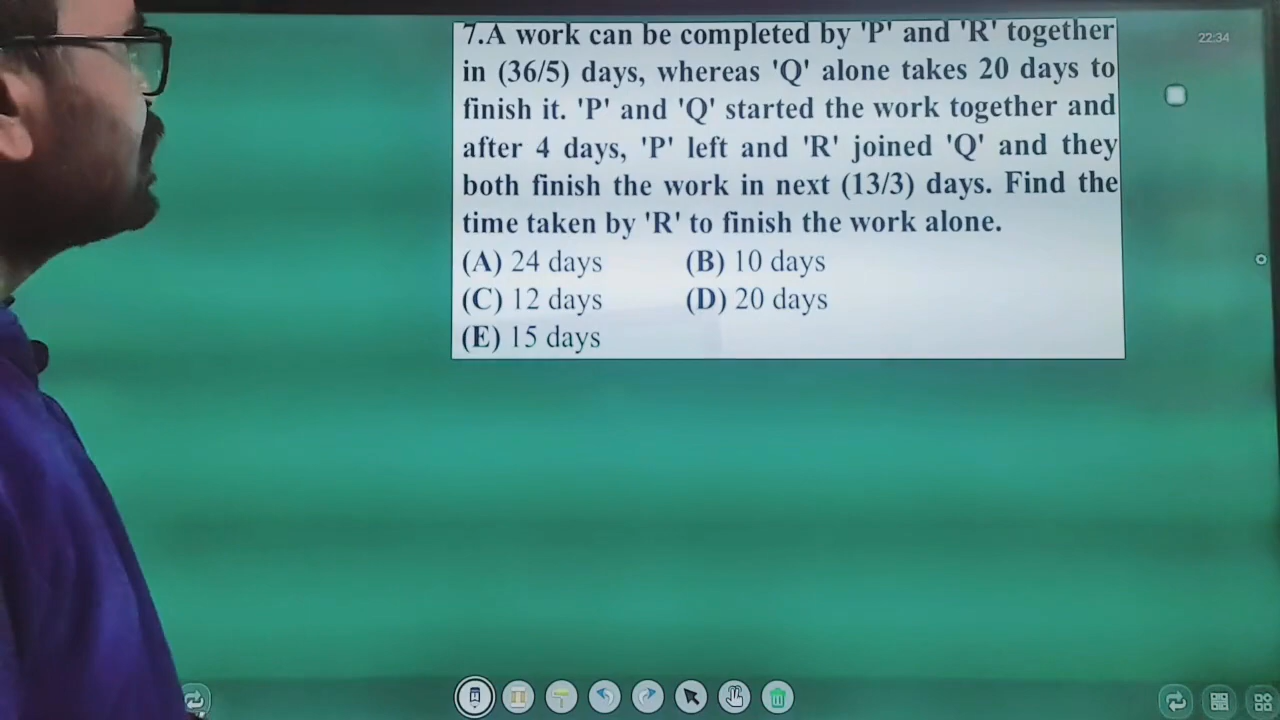 7.A work can be completed by 'P' and 'R' together
in (36/5) days, whereas 'Q' alone takes 20 days to
finish it. 'P' and 'Q' started the work together and
after 4 days, 'P' left and 'R' joined 'Q' and they
both finish the work in next (13/3) days. Find the
time taken by 'R' to finish the work alone.
(A) 24 days (B) 10 days
(C) 12 days (D) 20 days
(E) 15 days
22:34